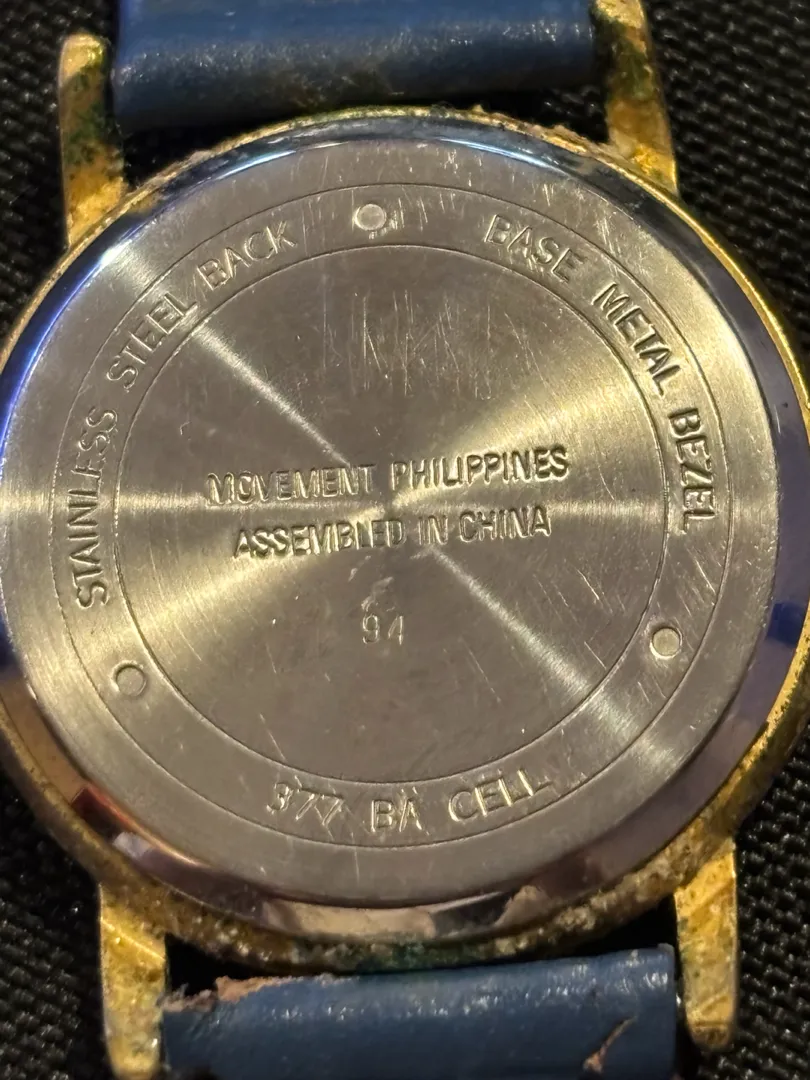 STAINLESS STEEL BACK
BASE METAL BEZEL
MOVEMENT PHILIPPINES
ASSEMBLED IN CHINA
94
377 BA CELL